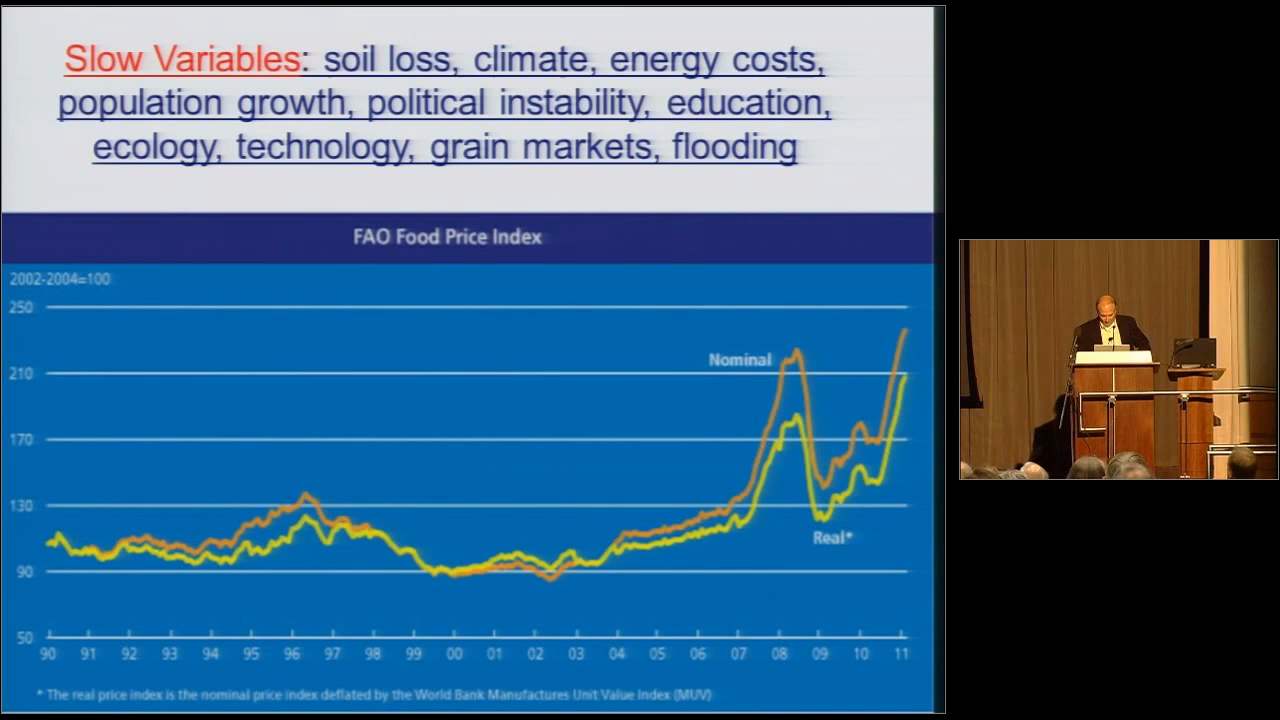 Slow Variables: soil loss, climate, energy costs,
population growth, political instability, education,
ecology, technology, grain markets, flooding
FAO Food Price Index
2002-2004=100
250
210
170
130
90
50
Nominal
Real*
90 91 92 93 94 95 96 97 98 99 00 01 02 03 04 05 06 07 08 09 10 11
* The real price index is the nominal price index deflated by the World Bank Manufactures Unit Value Index (MUV)